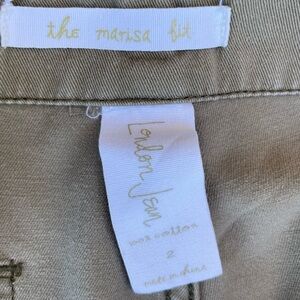 the marisa fit
London Jean
100% cotton
2
made in china